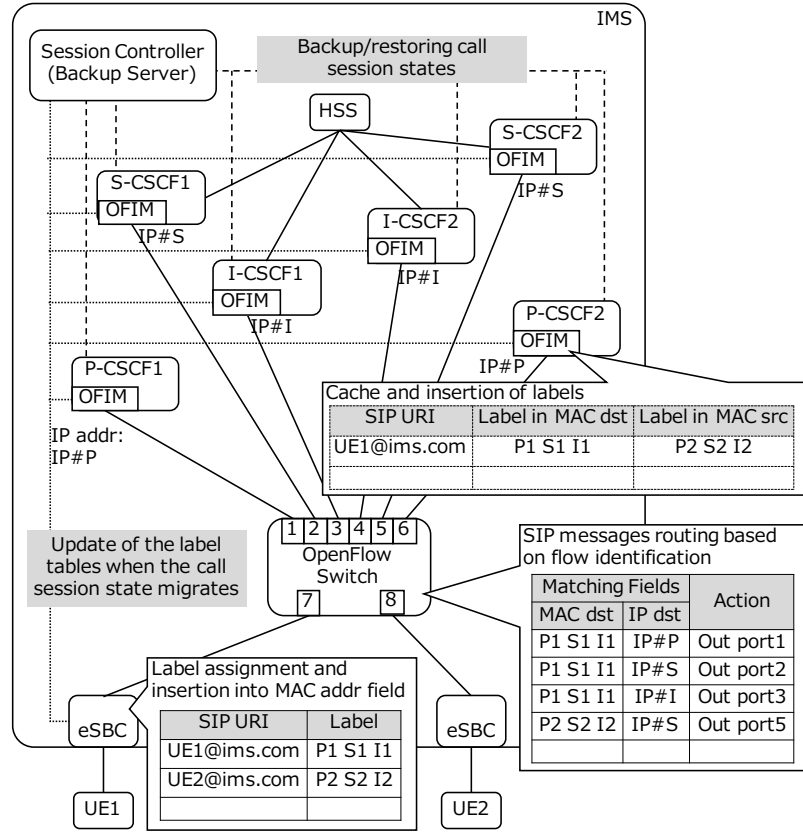 IMS
Session Controller
(Backup Server)
Backup/restoring call
session states
HSS
S-CSCF2
OFIM
IP#S
S-CSCF1
OFIM
IP#S
I-CSCF2
OFIM
IP#I
I-CSCF1
OFIM
IP#I
P-CSCF2
OFIM
IP#P
P-CSCF1
OFIM
IP addr:
IP#P
Cache and insertion of labels
SIP URI Label in MAC dst Label in MAC src
UE1@ims.com P1 S1 I1 P2 S2 I2
1 2 3 4 5 6
OpenFlow
Switch
7 8
Update of the label
tables when the call
session state migrates
SIP messages routing based
on flow identification
Matching Fields Action
MAC dst IP dst
P1 S1 I1 IP#P Out port1
P1 S1 I1 IP#S Out port2
P1 S1 I1 IP#I Out port3
P2 S2 I2 IP#S Out port5
Label assignment and
insertion into MAC addr field
SIP URI Label
UE1@ims.com P1 S1 I1
UE2@ims.com P2 S2 I2
eSBC
eSBC
UE1
UE2